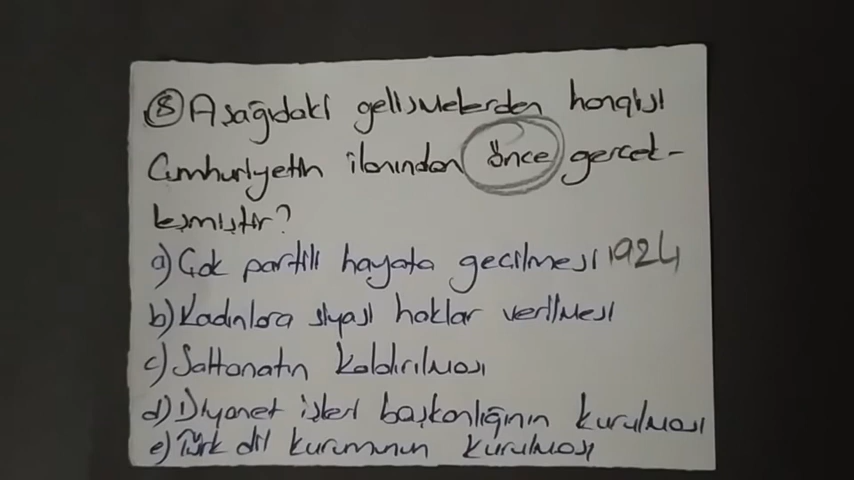 ⑧ Aşağıdaki gelişmelerden hangisi
Cumhuriyetin ilanından önce gerçek-
leşmiştir?
a) Çok partili hayata geçilmesi 1924
b) Kadınlara siyasi haklar verilmesi
c) Saltanatın kaldırılması
d) Diyanet işleri başkanlığının kurulması
e) Türk dil kurumunun kurulması